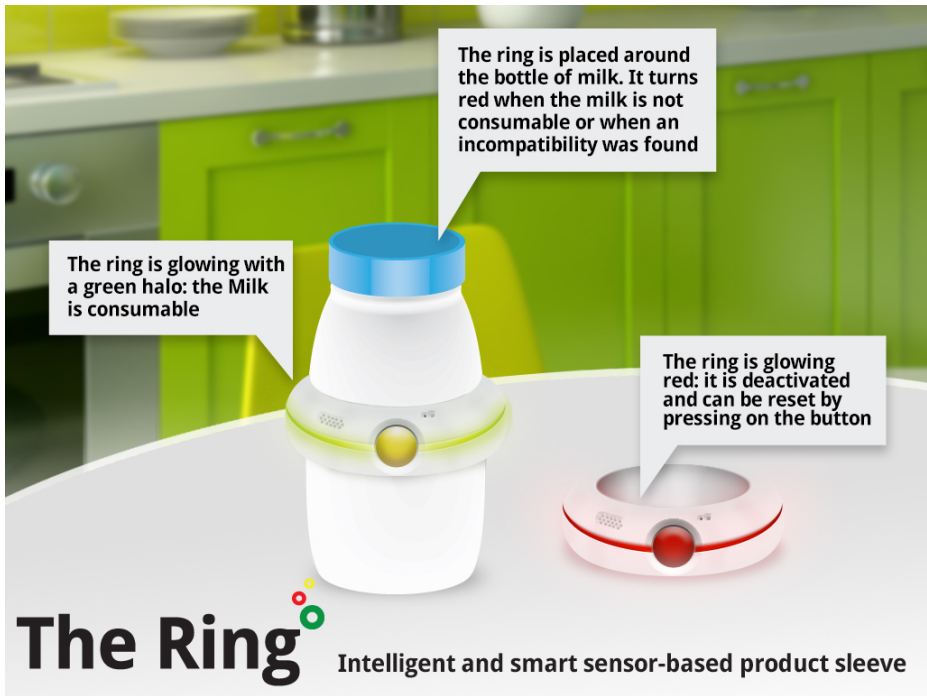 The ring is placed around
the bottle of milk. It turns
red when the milk is not
consumable or when an
incompatibility was found
The ring is glowing with
a green halo: the Milk
is consumable
The ring is glowing
red: it is deactivated
and can be reset by
pressing on the button
The Ring
Intelligent and smart sensor-based product sleeve